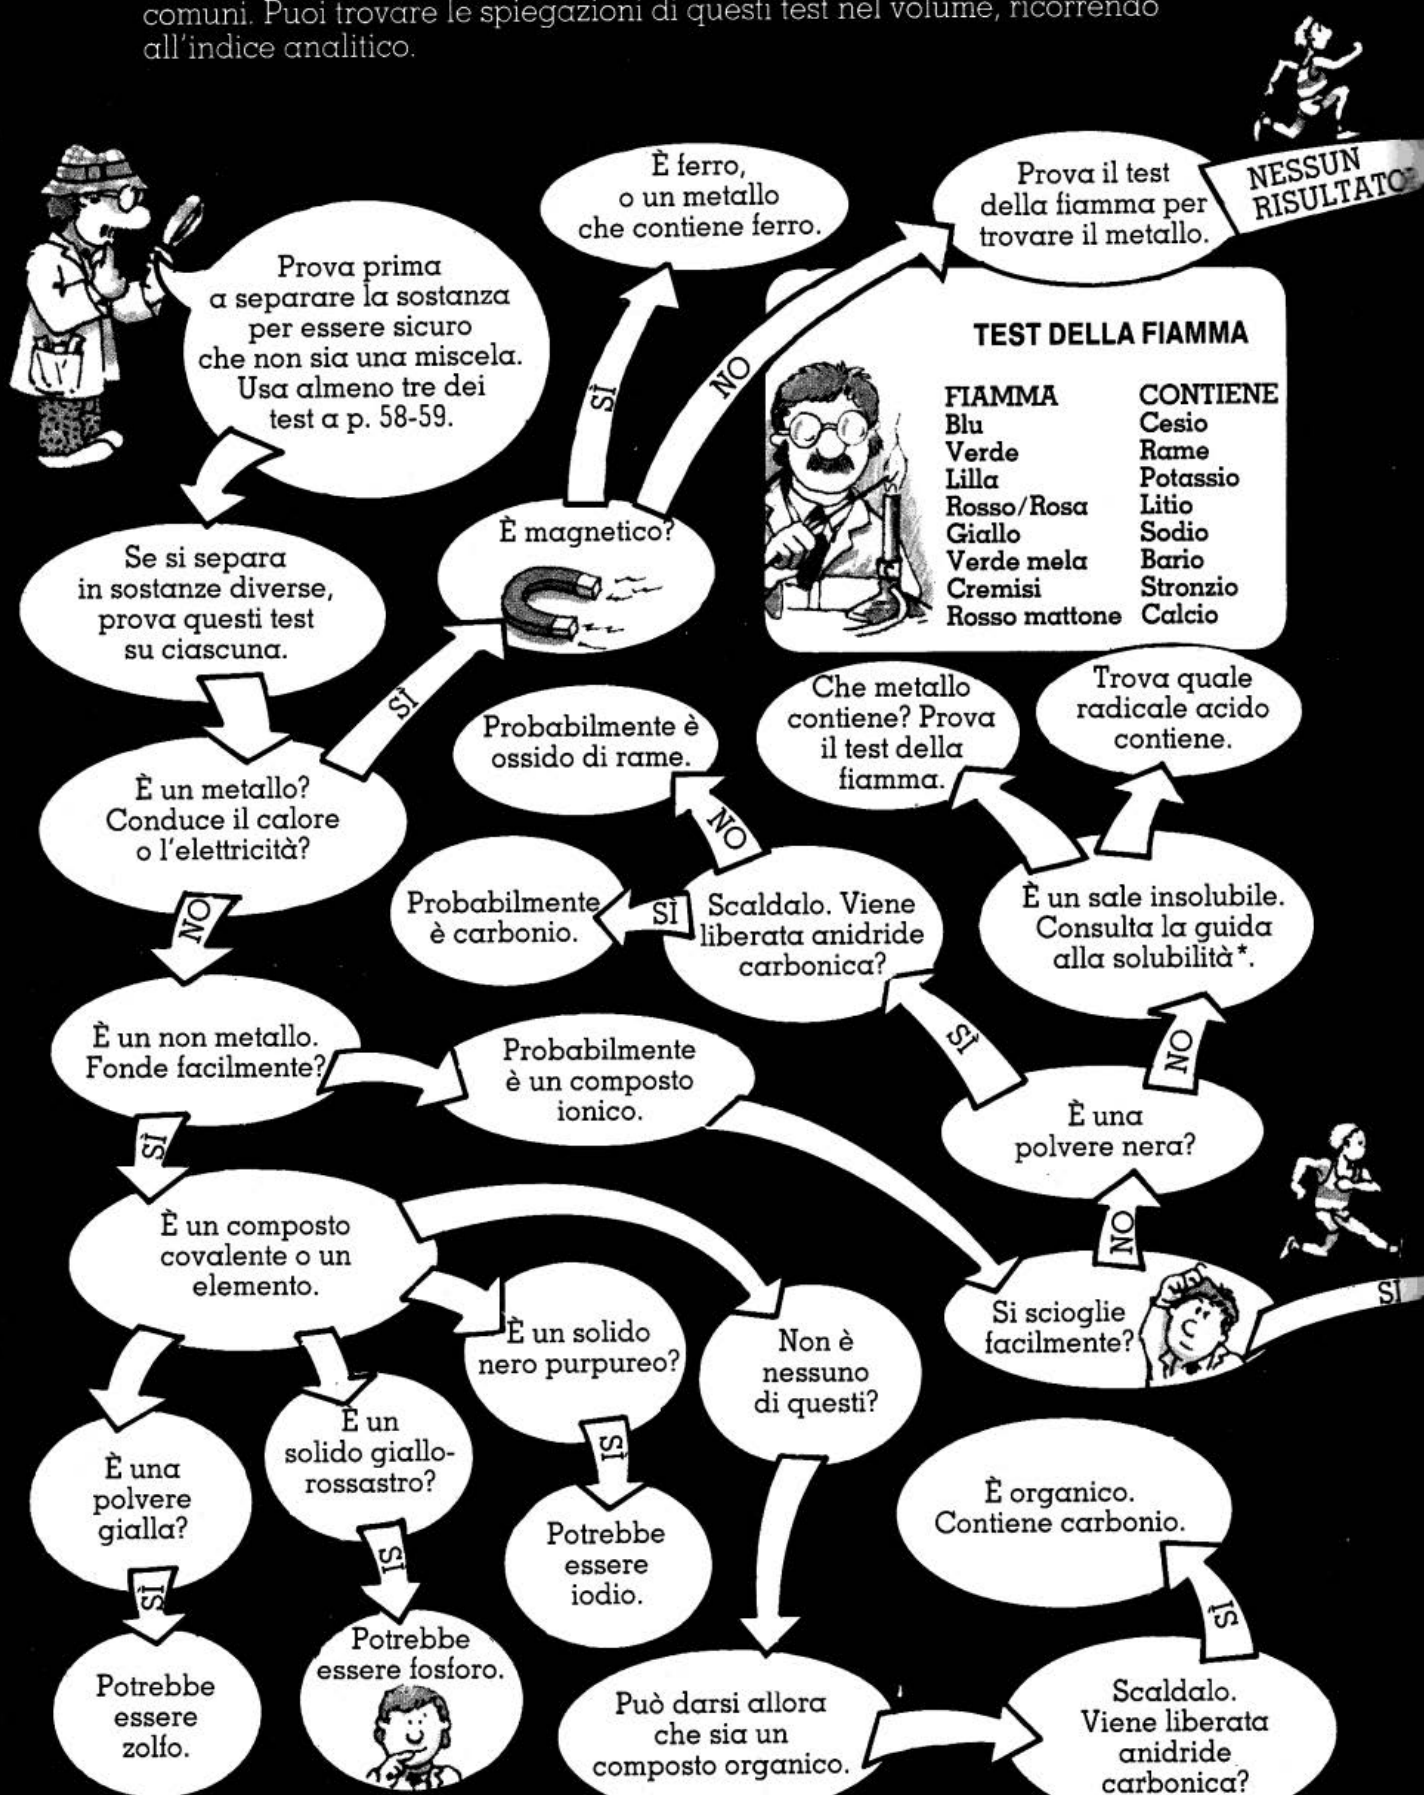 comuni. Puoi trovare le spiegazioni di questi test nel volume, ricorrendo
all'indice analitico.
Prova prima
a separare la sostanza
per essere sicuro
che non sia una miscela.
Usa almeno tre dei
test a p. 58-59.
Se si separa
in sostanze diverse,
prova questi test
su ciascuna.
È un metallo?
Conduce il calore
o l'elettricità?
SÌ
È magnetico?
SÌ
È ferro,
o un metallo
che contiene ferro.
NO
Prova il test
della fiamma per
trovare il metallo.
NESSUN
RISULTATO
TEST DELLA FIAMMA
FIAMMA CONTIENE
Blu Cesio
Verde Rame
Lilla Potassio
Rosso/Rosa Litio
Giallo Sodio
Verde mela Bario
Cremisi Stronzio
Rosso mattone Calcio
NO
È un non metallo.
Fonde facilmente?
Probabilmente
è un composto
ionico.
Si scioglie
facilmente?
SÌ
NO
È una
polvere nera?
SÌ
Scaldalo. Viene
liberata anidride
carbonica?
SÌ
Probabilmente
è carbonio.
NO
Probabilmente è
ossido di rame.
NO
È un sale insolubile.
Consulta la guida
alla solubilità*.
Che metallo
contiene? Prova
il test della
fiamma.
Trova quale
radicale acido
contiene.
SÌ
È un composto
covalente o un
elemento.
È una
polvere
gialla?
SÌ
Potrebbe
essere
zolfo.
È un
solido giallo-
rossastro?
SÌ
Potrebbe
essere fosforo.
È un solido
nero purpureo?
SÌ
Potrebbe
essere
iodio.
Non è
nessuno
di questi?
Può darsi allora
che sia un
composto organico.
Scaldalo.
Viene liberata
anidride
carbonica?
SÌ
È organico.
Contiene carbonio.